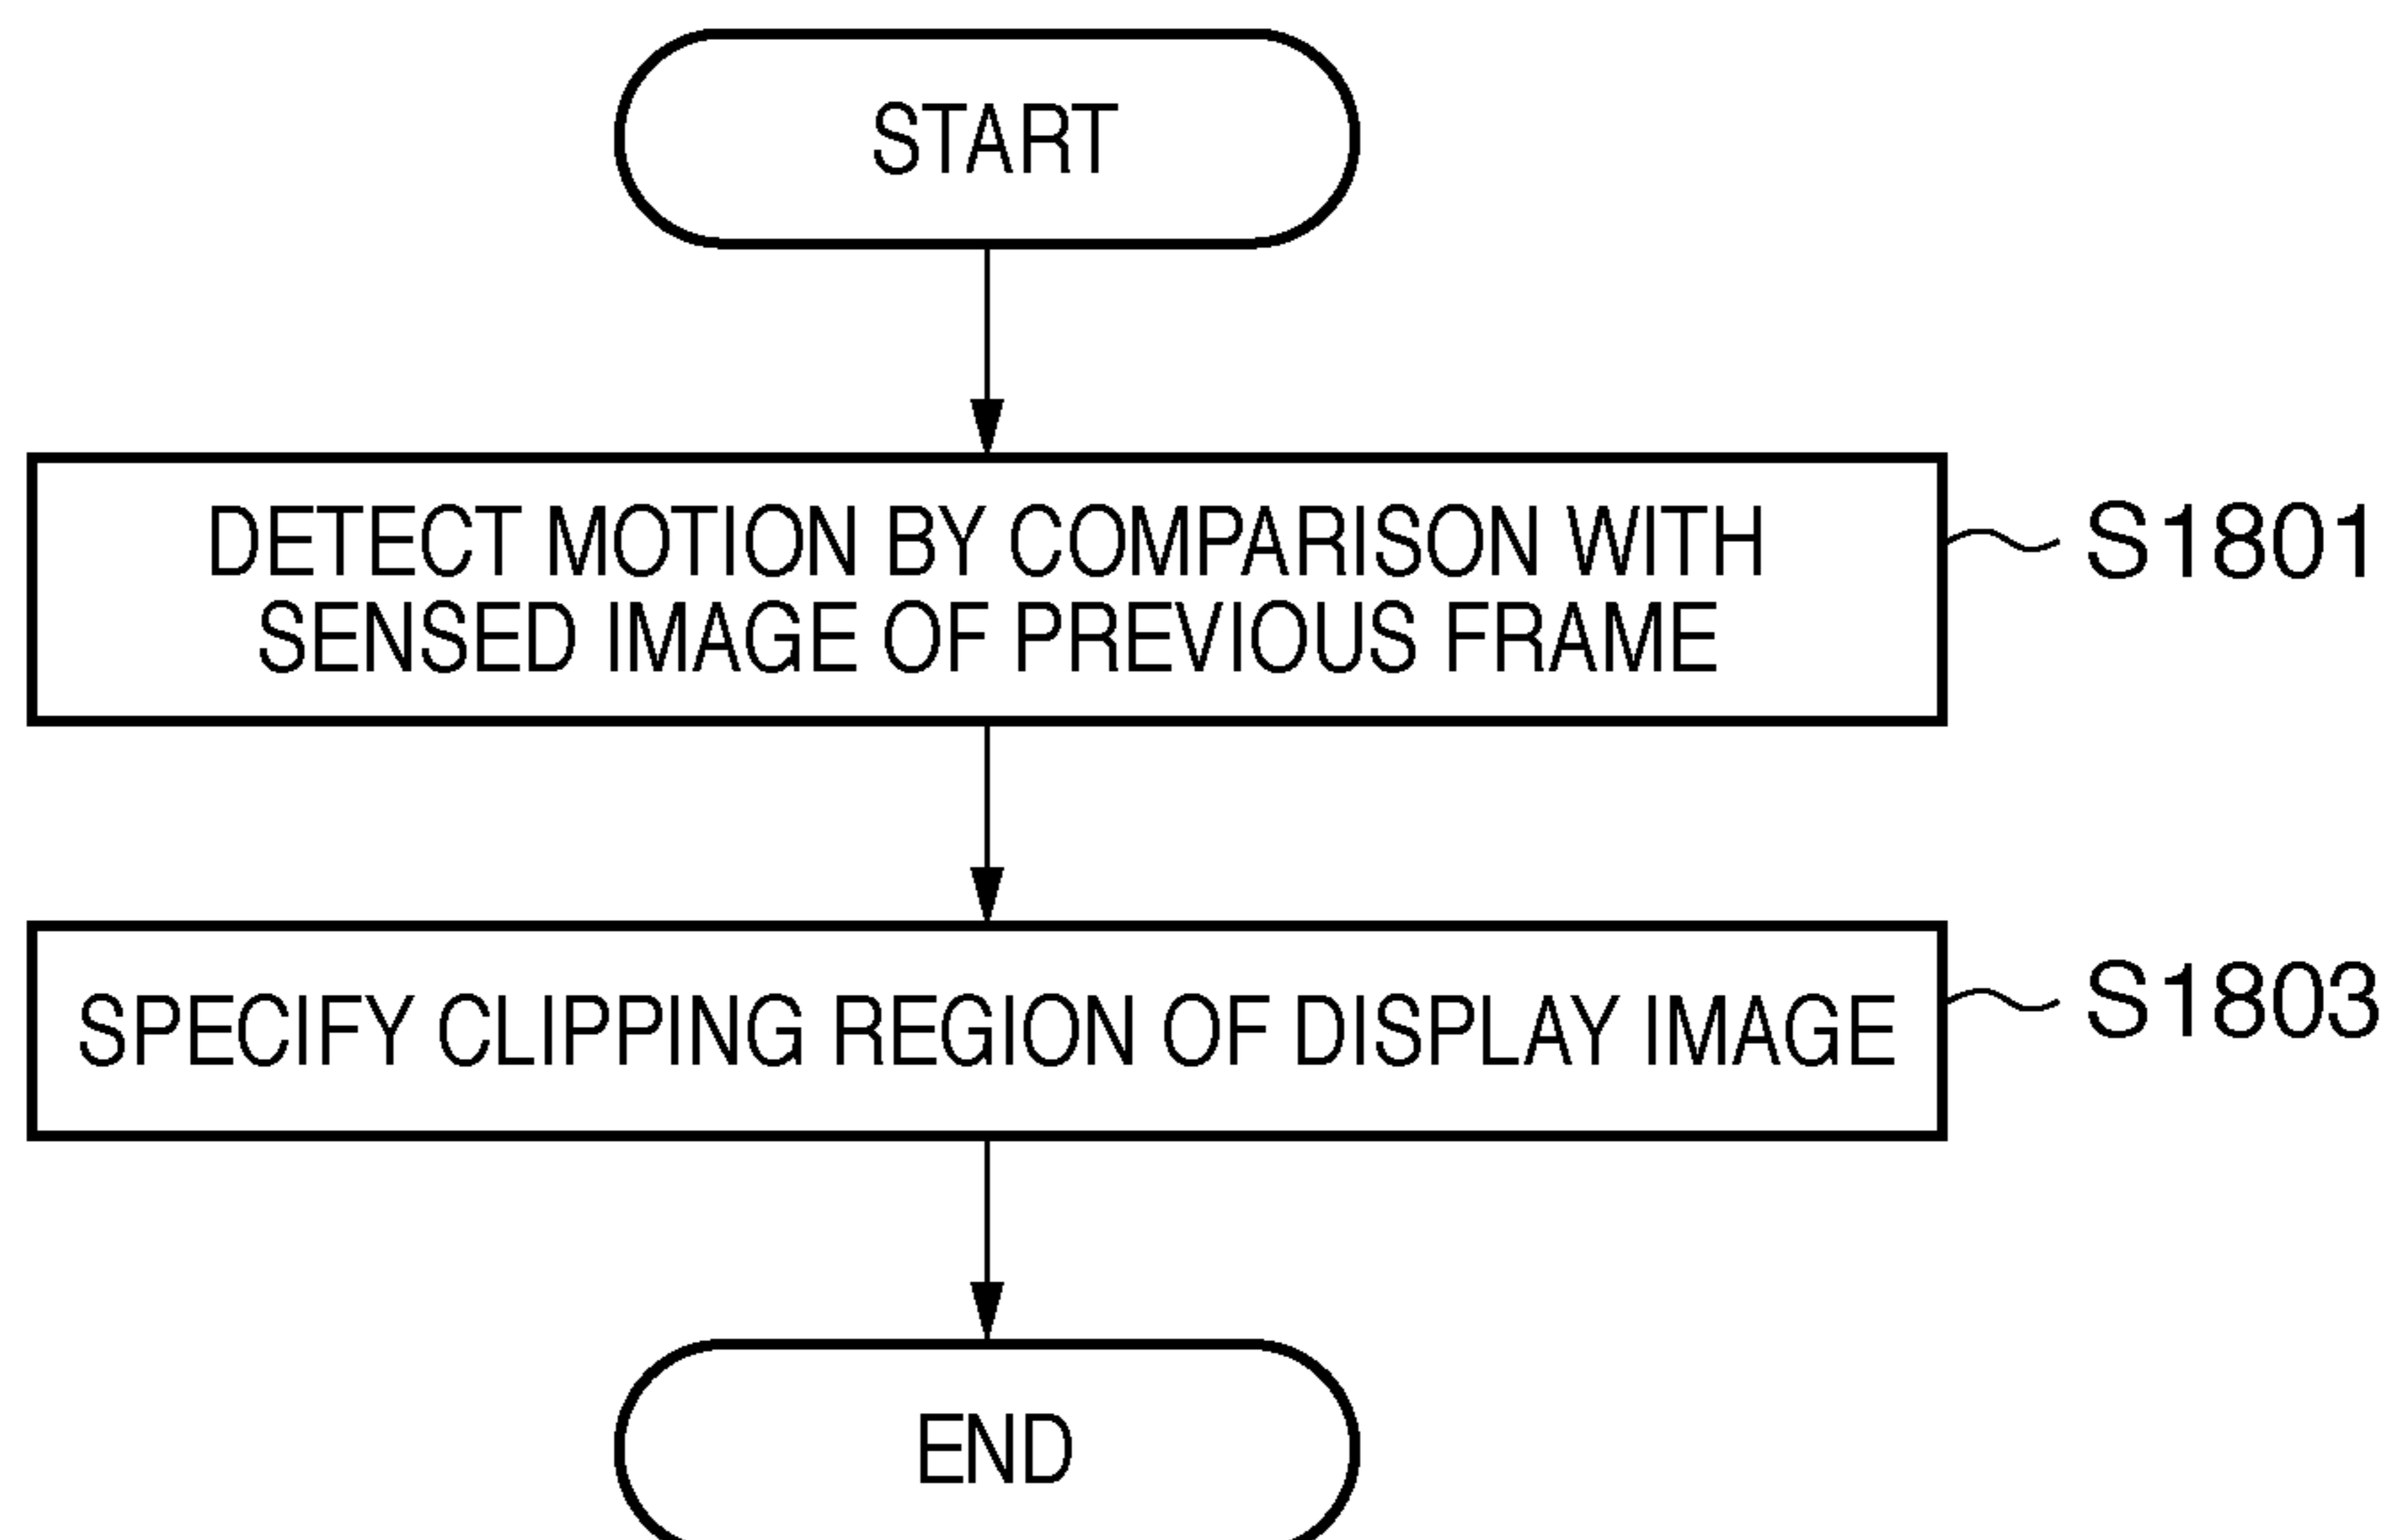 START
DETECT MOTION BY COMPARISON WITH
SENSED IMAGE OF PREVIOUS FRAME
S1801
SPECIFY CLIPPING REGION OF DISPLAY IMAGE
S1803
END